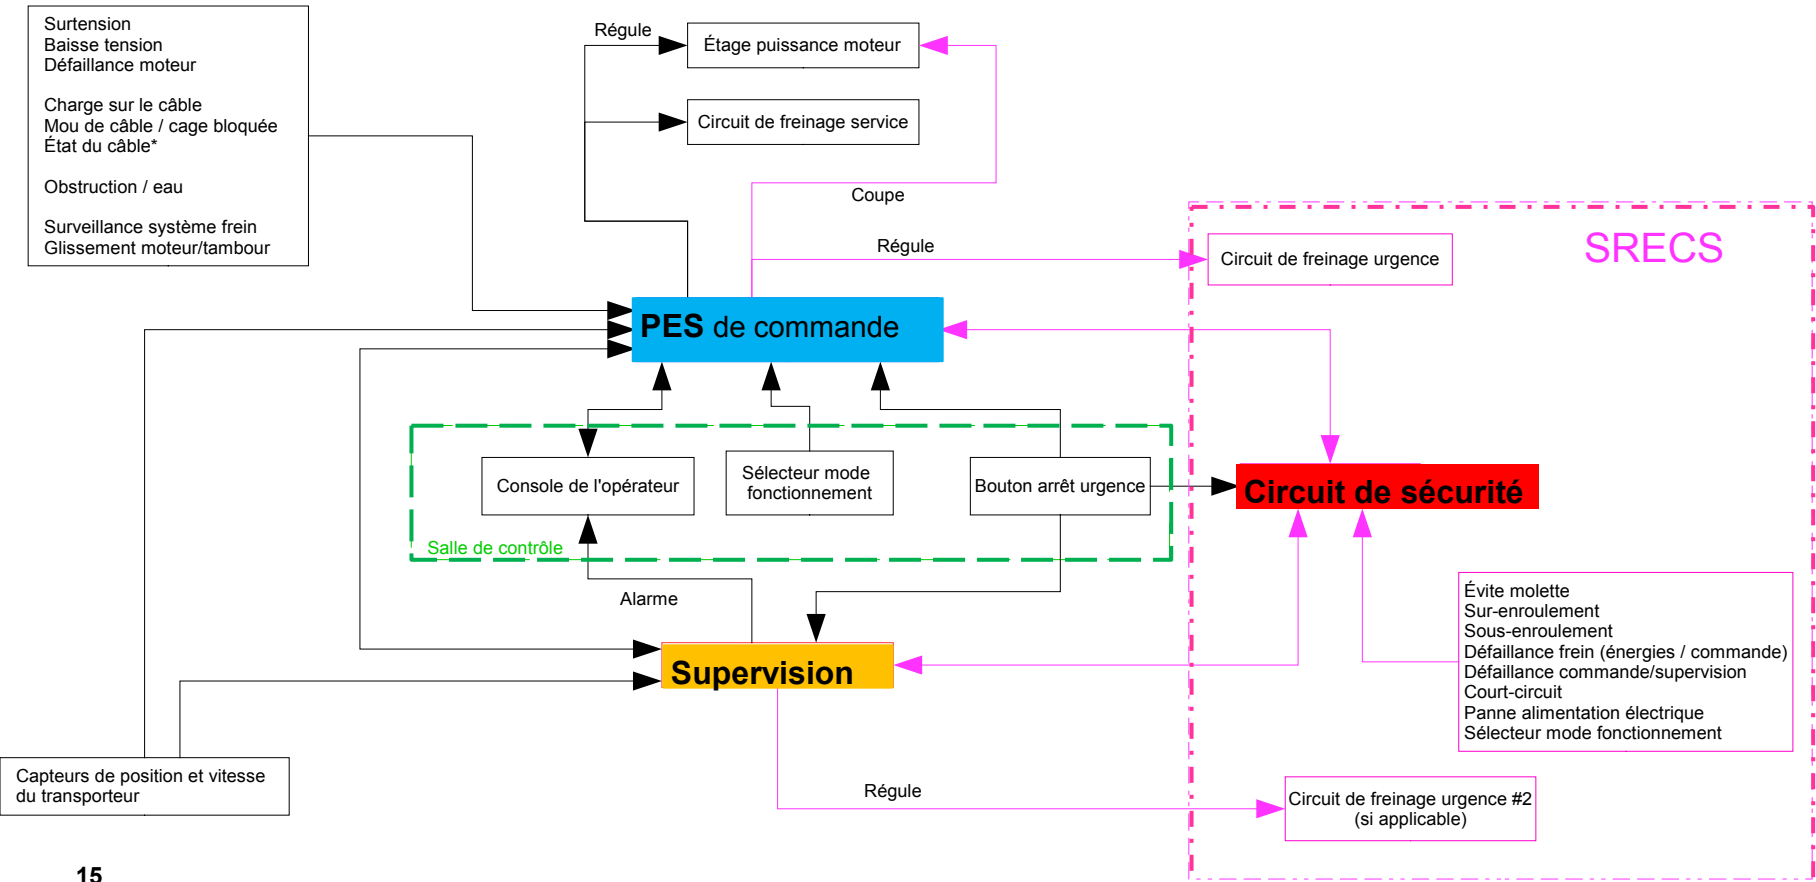 Surtension
Baisse tension
Défaillance moteur
Charge sur le câble
Mou de câble / cage bloquée
État du câble*
Obstruction / eau
Surveillance système frein
Glissement moteur/tambour
Régule
Étage puissance moteur
Circuit de freinage service
Coupe
Régule
Circuit de freinage urgence
SRECS
PES de commande
Console de l'opérateur
Sélecteur mode
fonctionnement
Bouton arrêt urgence
Circuit de sécurité
Salle de contrôle
Alarme
Évite molette
Sur-enroulement
Sous-enroulement
Défaillance frein (énergies / commande)
Défaillance commande/supervision
Court-circuit
Panne alimentation électrique
Sélecteur mode fonctionnement
Supervision
Capteurs de position et vitesse
du transporteur
Régule
Circuit de freinage urgence #2
(si applicable)
15